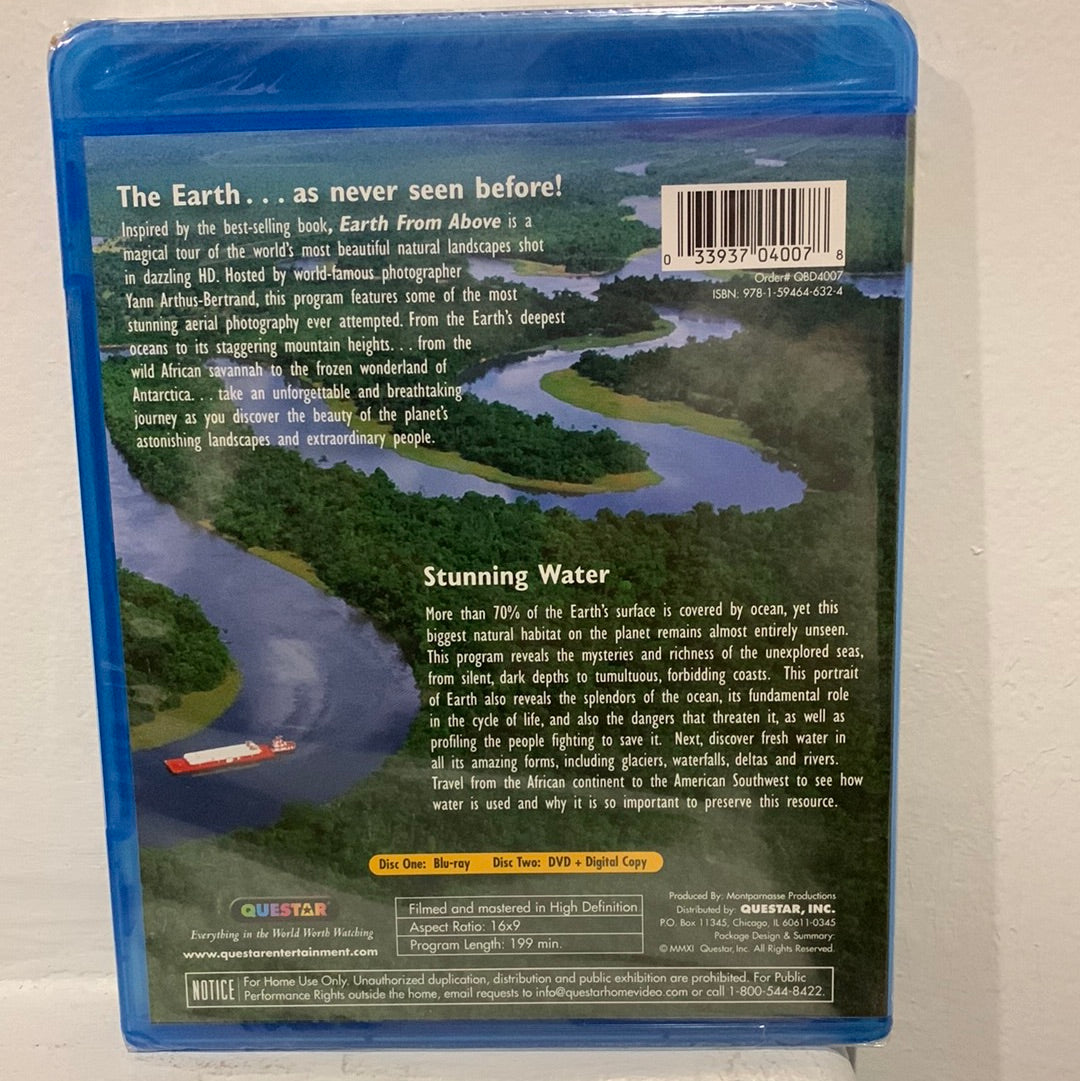 The Earth . . . as never seen before!
Inspired by the best-selling book, Earth From Above is a
magical tour of the world's most beautiful natural landscapes shot
in dazzling HD. Hosted by world-famous photographer
Yann Arthus-Bertrand, this program features some of the most
stunning aerial photography ever attempted. From the Earth's deepest
oceans to its staggering mountain heights. . . from the
wild African savannah to the frozen wonderland of
Antarctica. . . take an unforgettable and breathtaking
journey as you discover the beauty of the planet's
astonishing landscapes and extraordinary people.
0 33937 04007 8
Order# QBD4007
ISBN: 978-1-59464-632-4
Stunning Water
More than 70% of the Earth's surface is covered by ocean, yet this
biggest natural habitat on the planet remains almost entirely unseen.
This program reveals the mysteries and richness of the unexplored seas,
from silent, dark depths to tumultuous, forbidding coasts. This portrait
of Earth also reveals the splendors of the ocean, its fundamental role
in the cycle of life, and also the dangers that threaten it, as well as
profiling the people fighting to save it. Next, discover fresh water in
all its amazing forms, including glaciers, waterfalls, deltas and rivers.
Travel from the African continent to the American Southwest to see how
water is used and why it is so important to preserve this resource.
Disc One: Blu-ray Disc Two: DVD + Digital Copy
QUESTAR
Everything in the World Worth Watching
www.questarentertainment.com
Filmed and mastered in High Definition
Aspect Ratio: 16x9
Program Length: 199 min.
Produced By: Montparnasse Productions
Distributed by: QUESTAR, INC.
P.O. Box 11345, Chicago, IL 60611-0345
Package Design & Summary:
© MMXI Questar, Inc. All Rights Reserved.
NOTICE
For Home Use Only. Unauthorized duplication, distribution and public exhibition are prohibited. For Public
Performance Rights outside the home, email requests to info@questarhomevideo.com or call 1-800-544-8422.